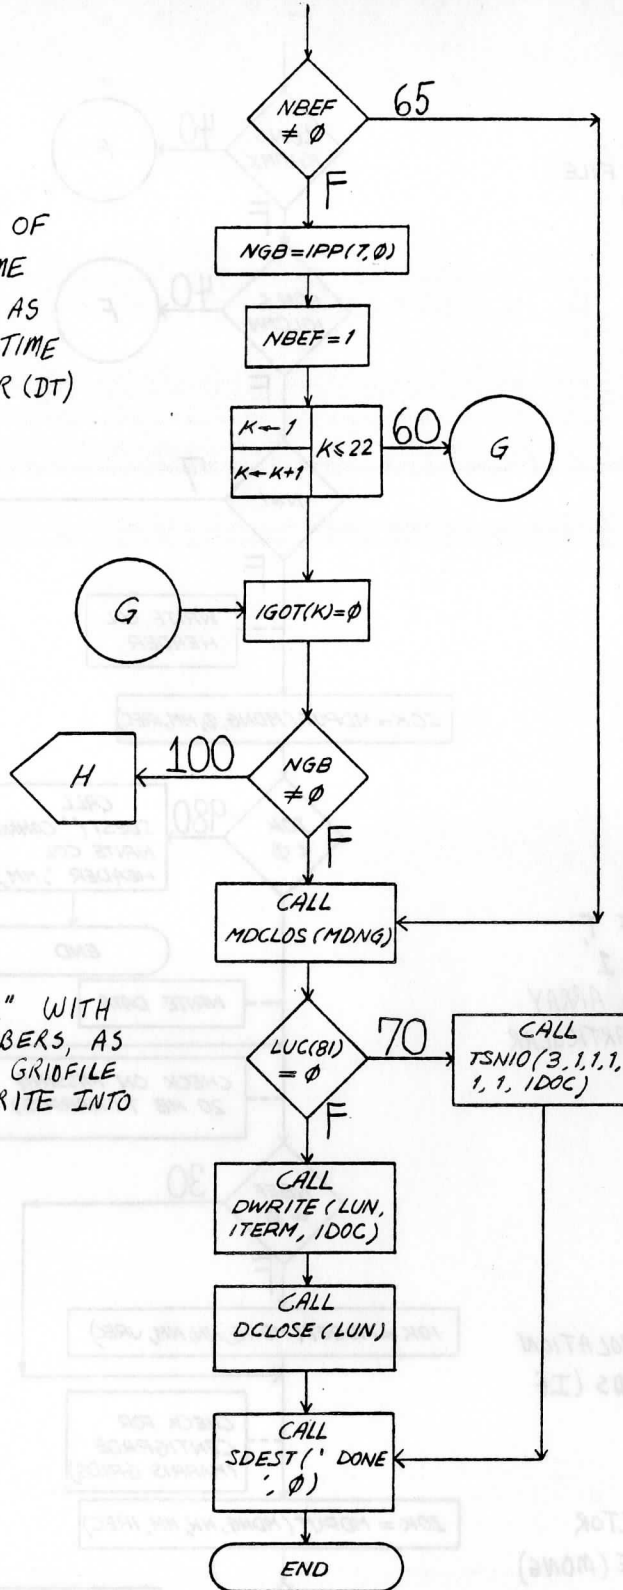 NBEF
≠ ∅
65
F
OF
AS
TIME
R (DT)
NGB=IPP(7,∅)
NBEF=1
K←1
K←K+1
K≤22
60
G
G
IGOT(K)=∅
H
100
NGB
≠ ∅
F
CALL
MDCLOS (MDNG)
" WITH
BERS, AS
GRIDFILE
RITE INTO
LUC(81)
= ∅
70
F
CALL
TSNIO(3,1,1,1,
1, 1, IDOC)
CALL
DWRITE (LUN,
ITERM, IDOC)
CALL
DCLOSE (LUN)
CALL
SDEST (' DONE
', ∅)
END